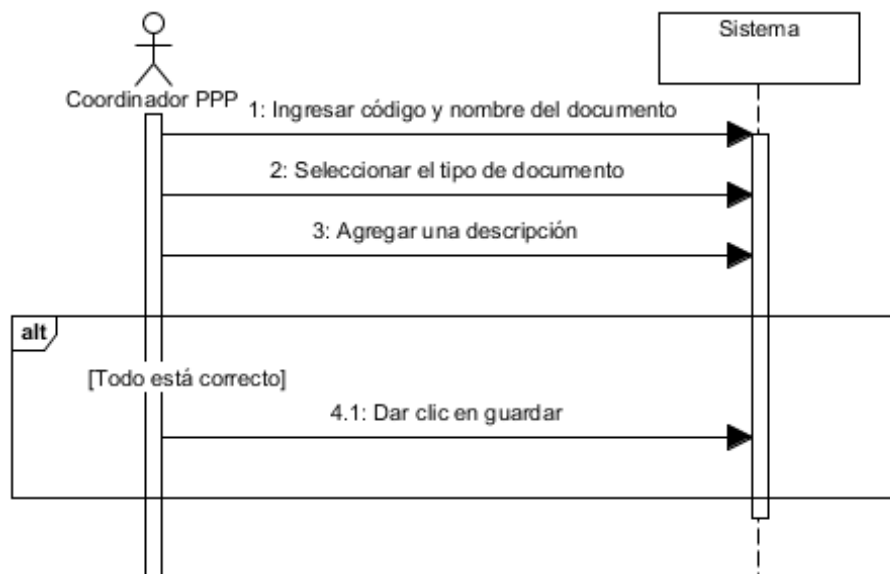 Sistema
Coordinador PPP
1: Ingresar código y nombre del documento
2: Seleccionar el tipo de documento
3: Agregar una descripción
alt
[Todo está correcto]
4.1: Dar clic en guardar